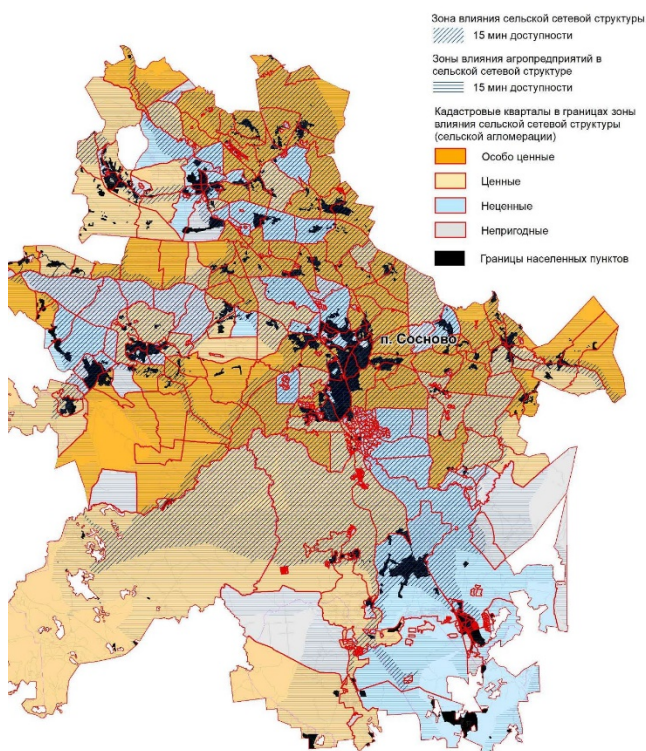 Зона влияния сельской сетевой структуры
15 мин доступности
Зоны влияния агропредприятий в
сельской сетевой структуре
15 мин доступности
Кадастровые кварталы в границах зоны
влияния сельской сетевой структуры
(сельской агломерации)
Особо ценные
Ценные
Неценные
Непригодные
Границы населенных пунктов
п. Сосново